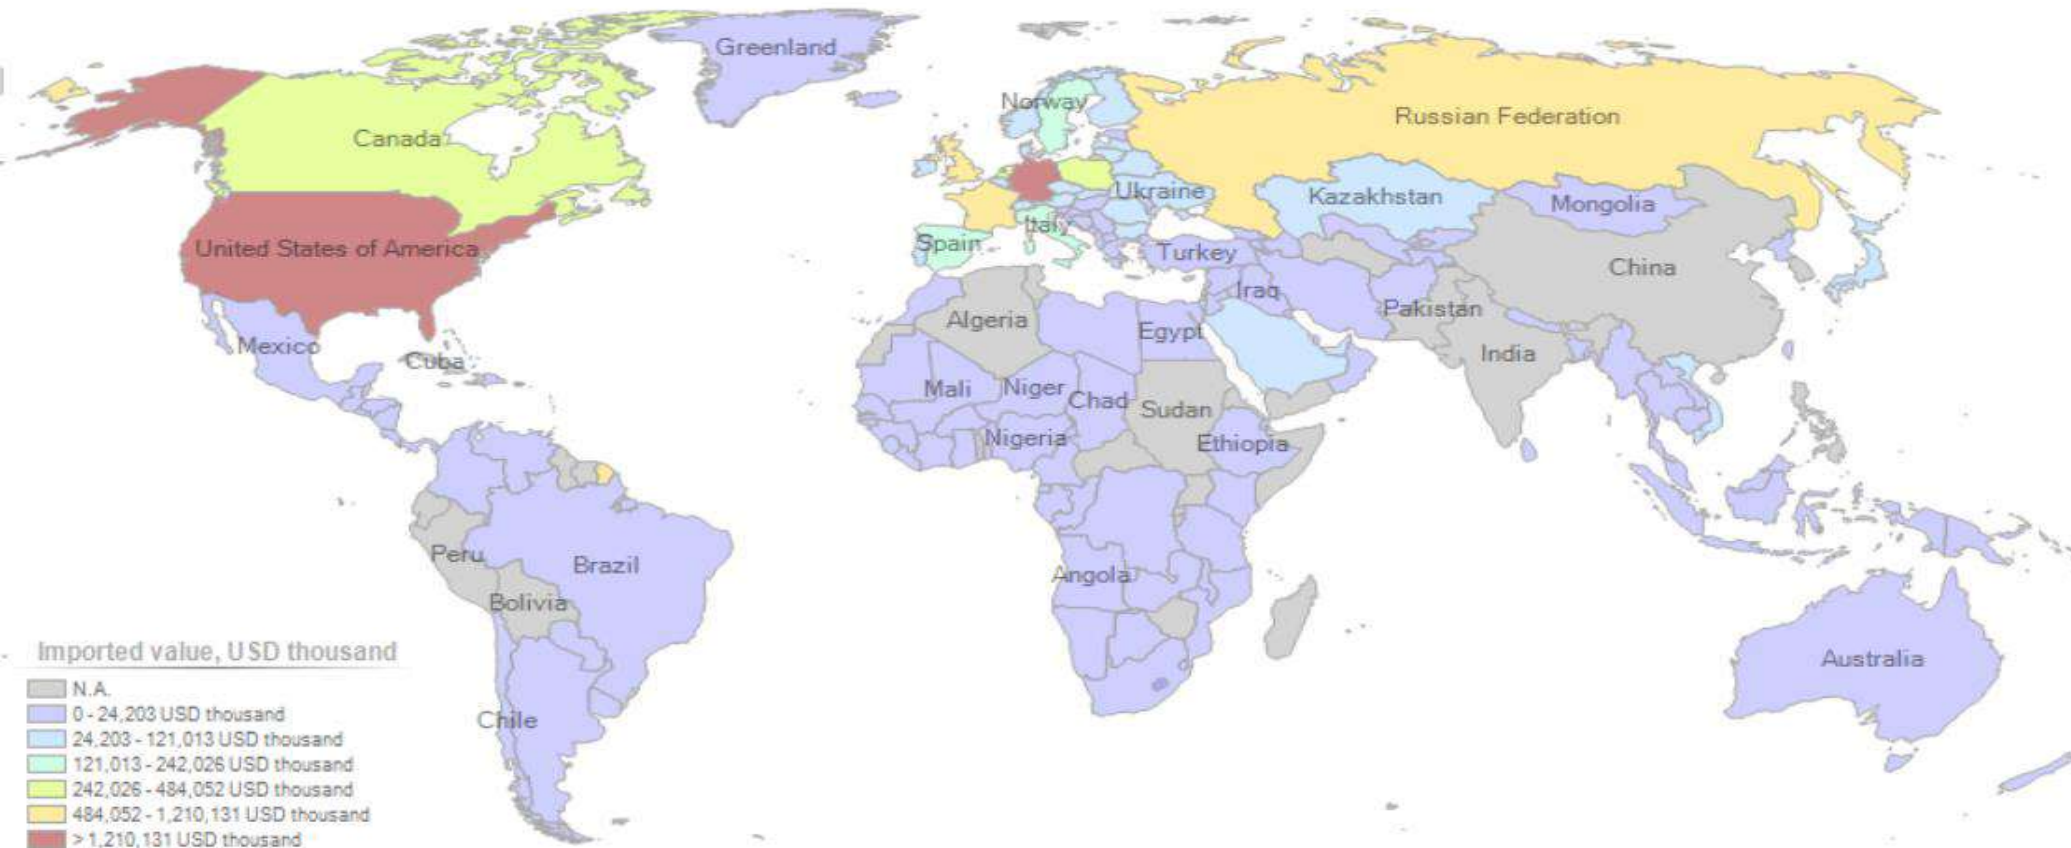 Greenland
Norway
Russian Federation
Canada
Ukraine
Kazakhstan
Mongolia
Italy
Spain
United States of America
Turkey
China
Iraq
Pakistan
Algeria
Egypt
Mexico
India
Cuba
Mali
Niger
Chad
Sudan
Nigeria
Ethiopia
Peru
Brazil
Angola
Bolivia
Australia
Chile
Imported value, USD thousand
N.A.
0 - 24,203 USD thousand
24,203 - 121,013 USD thousand
121,013 - 242,026 USD thousand
242,026 - 484,052 USD thousand
484,052 - 1,210,131 USD thousand
> 1,210,131 USD thousand